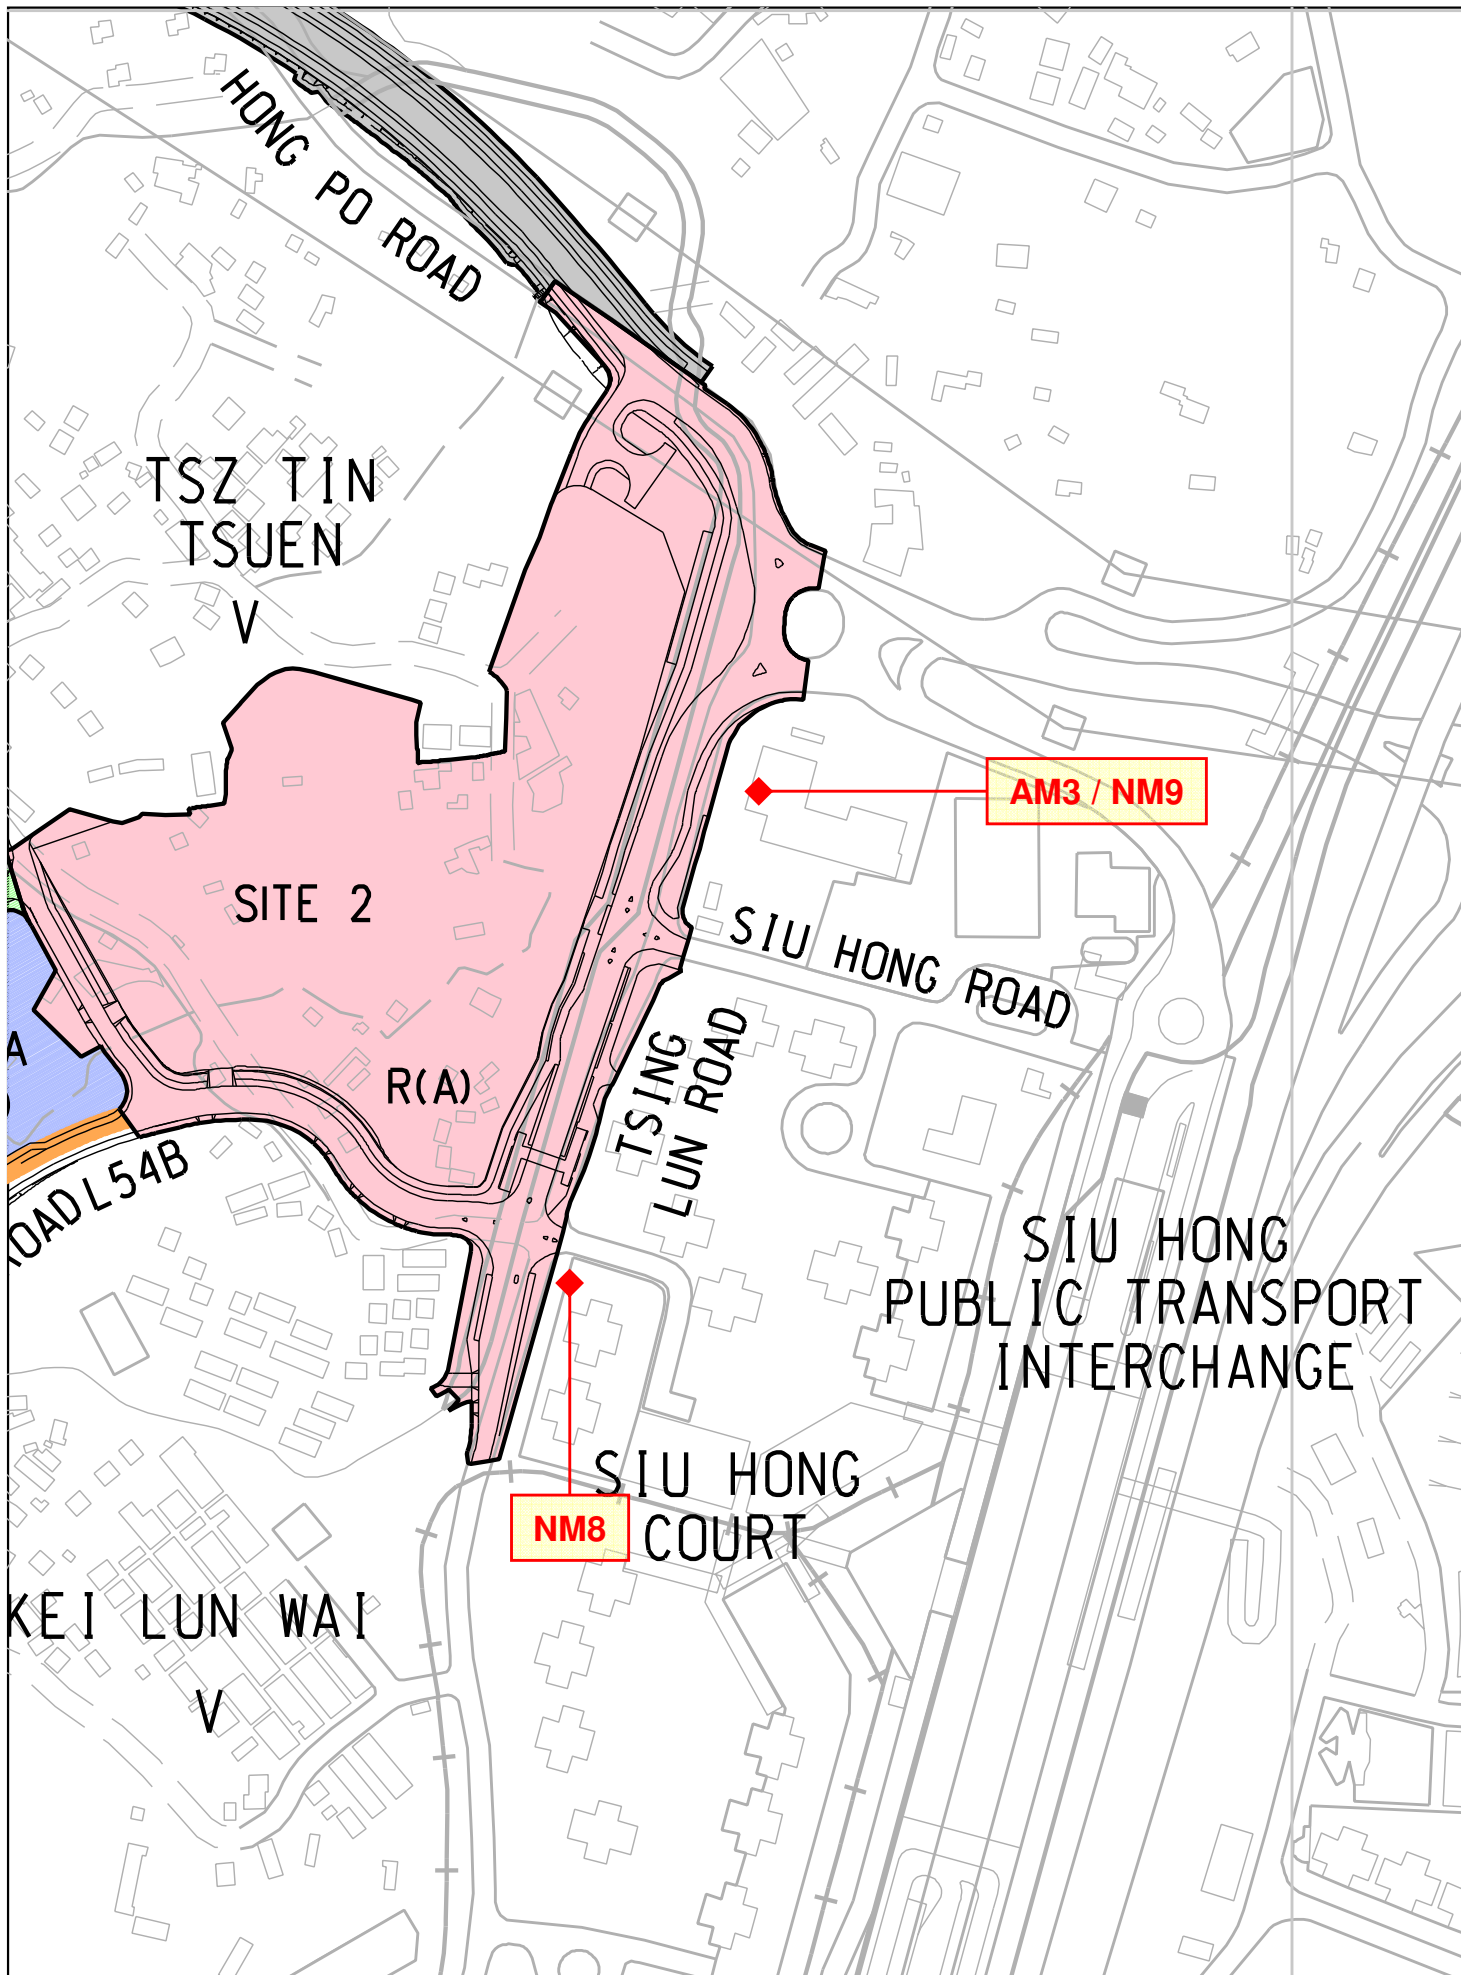 HONG PO ROAD
TSZ TIN
TSUEN
V
AM3 / NM9
SITE 2
SIU HONG ROAD
A
R(A)
TSING
LUN ROAD
OAD L54B
SIU HONG
PUBLIC TRANSPORT
INTERCHANGE
SIU HONG
COURT
NM8
KEI LUN WAI
V